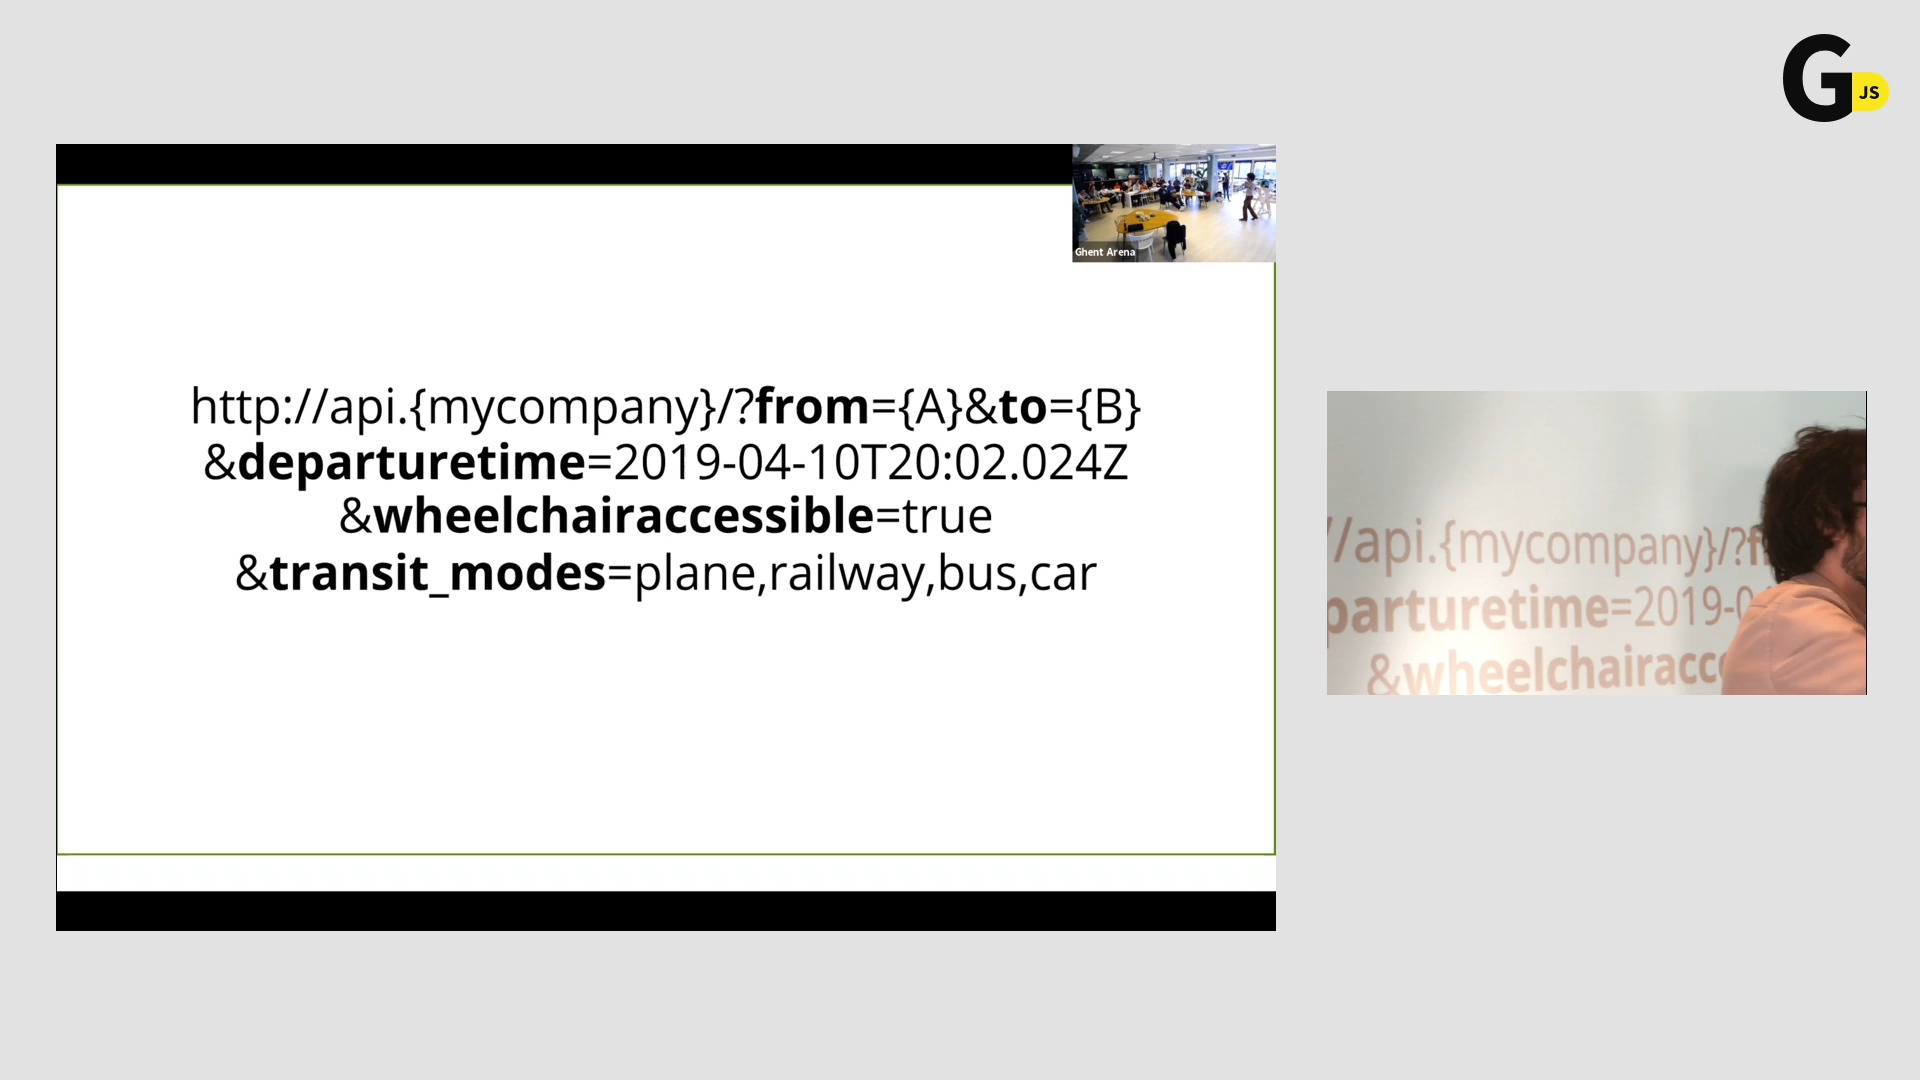 G
JS
Ghent Arena
http://api.{mycompany}/?from={A}&to={B}
&departuretime=2019-04-10T20:02.024Z
&wheelchairaccessible=true
&transit_modes=plane,railway,bus,car
//api.{mycompany}/?f
parturetime=2019-0
&wheelchairacc